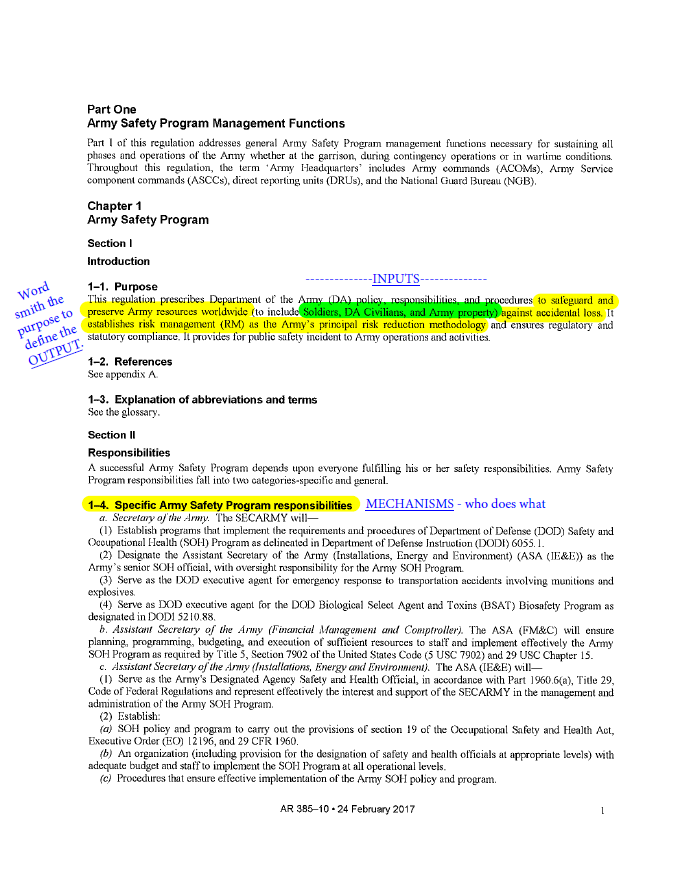 Part One
Army Safety Program Management Functions
Part 1 of this regulation addresses general Army Safety Program management functions necessary for sustaining all
phases and operations of the Army whether at the garrison, during contingency operations or in wartime conditions.
Throughout this regulation, the term ‘Army Headquarters’ includes Army commands (ACOMs), Army Service
component commands (ASCCs), direct reporting units (DRUs), and the National Guard Bureau (NGB).
Chapter 1
Army Safety Program
Section I
Introduction
--------------INPUTS--------------
1–1. Purpose
This regulation prescribes Department of the Army (DA) policy, responsibilities, and procedures to safeguard and
preserve Army resources worldwide (to include Soldiers, DA Civilians, and Army property) against accidental loss. It
establishes risk management (RM) as the Army's principal risk reduction methodology and ensures regulatory and
statutory compliance. It provides for public safety incident to Army operations and activities.
Word
smith the
purpose to
define the
OUTPUT.
1–2. References
See appendix A.
1–3. Explanation of abbreviations and terms
See the glossary.
Section II
Responsibilities
A successful Army Safety Program depends upon everyone fulfilling his or her safety responsibilities. Army Safety
Program responsibilities fall into two categories-specific and general.
1–4. Specific Army Safety Program responsibilities MECHANISMS - who does what
a. Secretary of the Army. The SECARMY will—
(1) Establish programs that implement the requirements and procedures of Department of Defense (DOD) Safety and
Occupational Health (SOH) Program as delineated in Department of Defense Instruction (DODI) 6055.1.
(2) Designate the Assistant Secretary of the Army (Installations, Energy and Environment) (ASA (IE&E)) as the
Army's senior SOH official, with oversight responsibility for the Army SOH Program.
(3) Serve as the DOD executive agent for emergency response to transportation accidents involving munitions and
explosives.
(4) Serve as DOD executive agent for the DOD Biological Select Agent and Toxins (BSAT) Biosafety Program as
designated in DODI 5210.88.
b. Assistant Secretary of the Army (Financial Management and Comptroller). The ASA (FM&C) will ensure
planning, programming, budgeting, and execution of sufficient resources to staff and implement effectively the Army
SOH Program as required by Title 5, Section 7902 of the United States Code (5 USC 7902) and 29 USC Chapter 15.
c. Assistant Secretary of the Army (Installations, Energy and Environment). The ASA (IE&E) will—
(1) Serve as the Army's Designated Agency Safety and Health Official, in accordance with Part 1960.6(a), Title 29,
Code of Federal Regulations and represent effectively the interest and support of the SECARMY in the management and
administration of the Army SOH Program.
(2) Establish:
(a) SOH policy and program to carry out the provisions of section 19 of the Occupational Safety and Health Act,
Executive Order (EO) 12196, and 29 CFR 1960.
(b) An organization (including provision for the designation of safety and health officials at appropriate levels) with
adequate budget and staff to implement the SOH Program at all operational levels.
(c) Procedures that ensure effective implementation of the Army SOH policy and program.
AR 385–10 • 24 February 2017 1